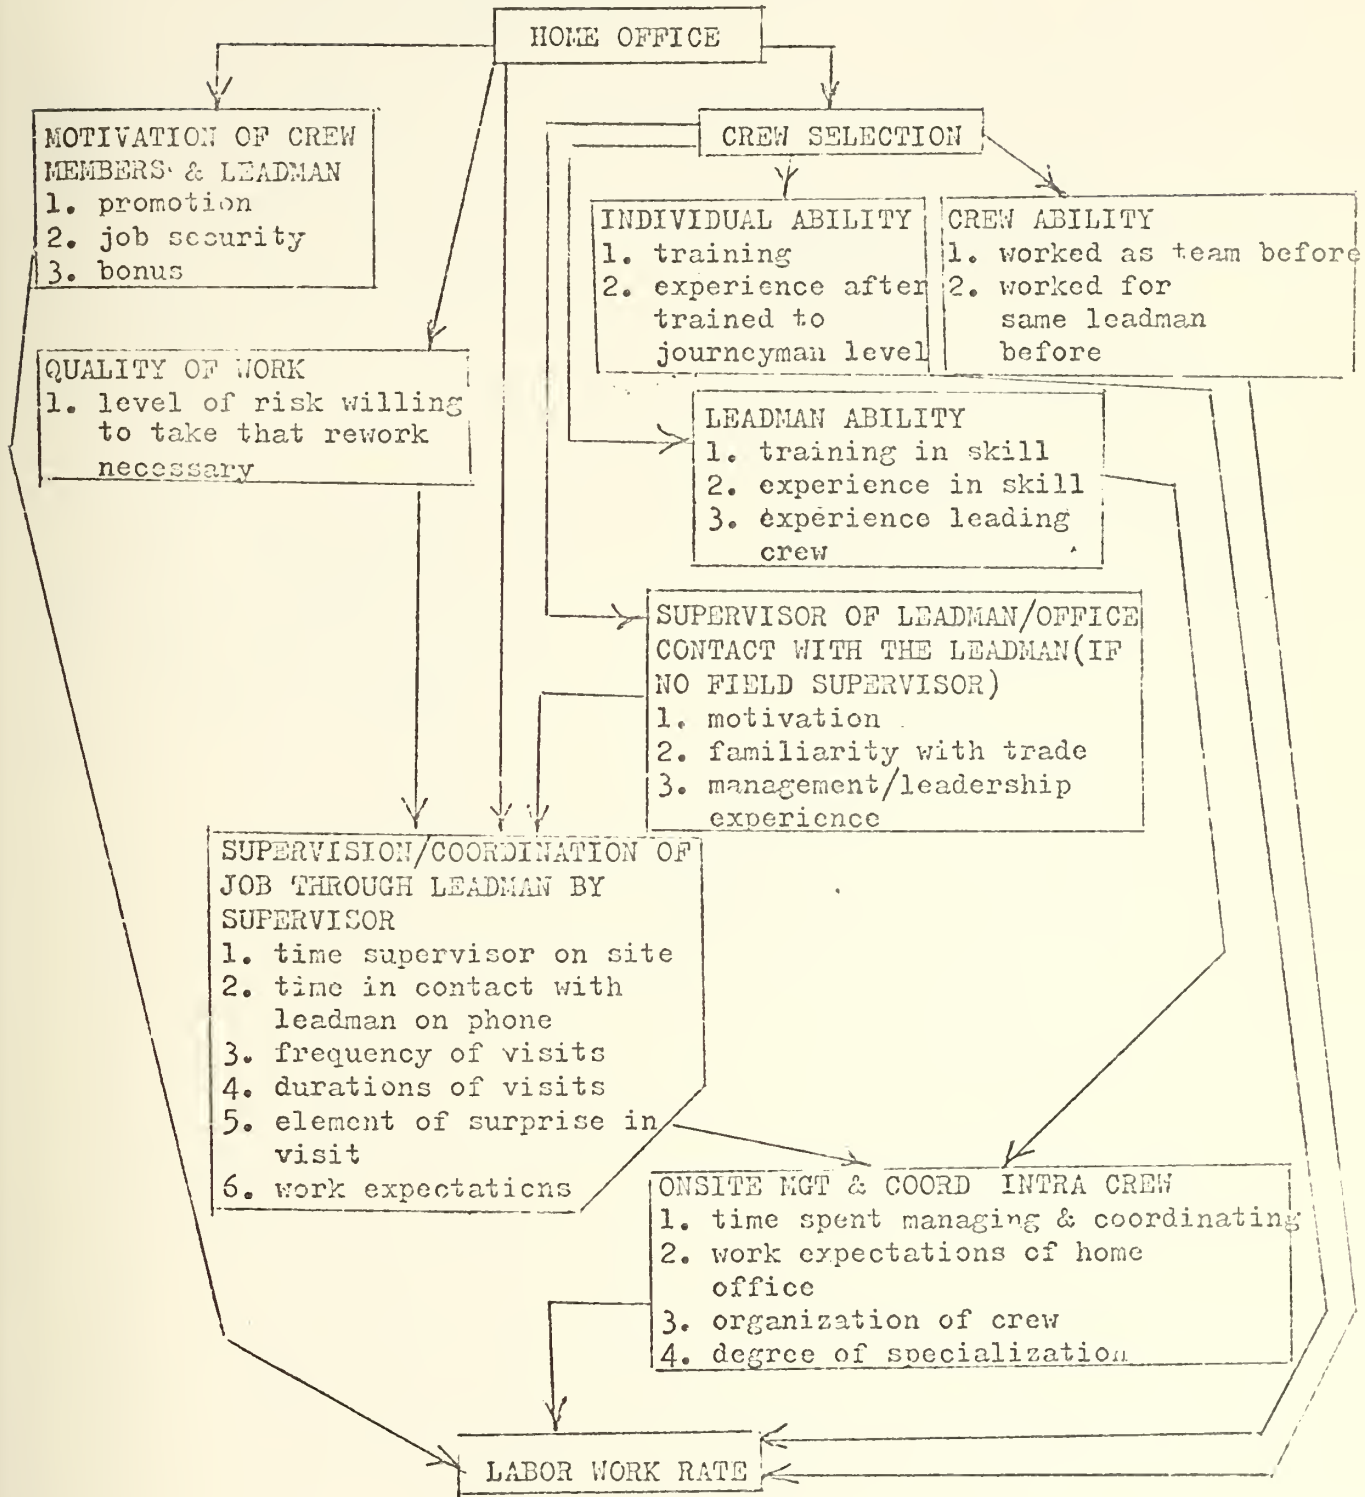 HOME OFFICE
MOTIVATION OF CREW
MEMBERS & LEADMAN
1. promotion
2. job security
3. bonus
CREW SELECTION
INDIVIDUAL ABILITY
1. training
2. experience after
trained to
journeyman level
CREW ABILITY
1. worked as team before
2. worked for
same leadman
before
QUALITY OF WORK
1. level of risk willing
to take that rework
necessary
LEADMAN ABILITY
1. training in skill
2. experience in skill
3. experience leading
crew
SUPERVISOR OF LEADMAN/OFFICE
CONTACT WITH THE LEADMAN(IF
NO FIELD SUPERVISOR)
1. motivation
2. familiarity with trade
3. management/leadership
experience
SUPERVISION/COORDINATION OF
JOB THROUGH LEADMAN BY
SUPERVISOR
1. time supervisor on site
2. time in contact with
leadman on phone
3. frequency of visits
4. durations of visits
5. element of surprise in
visit
6. work expectations
ONSITE MGT & COORD INTRA CREW
1. time spent managing & coordinating
2. work expectations of home
office
3. organization of crew
4. degree of specialization
LABOR WORK RATE